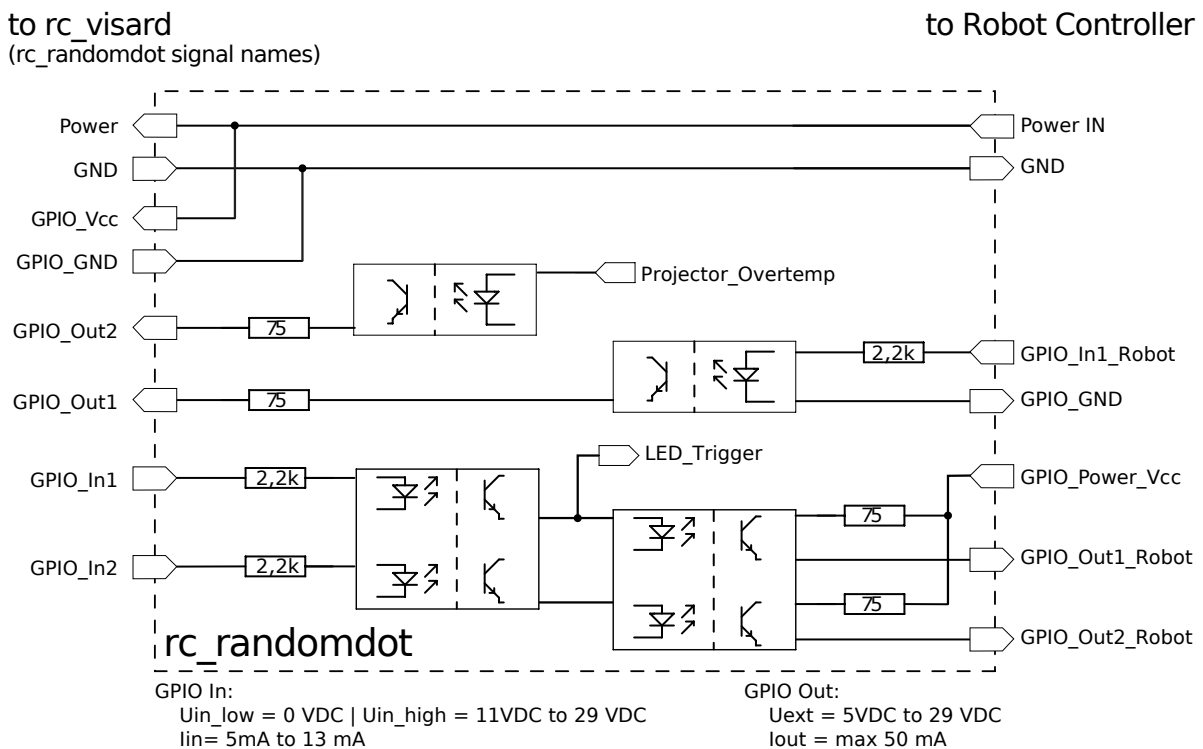 to rc_visard
(rc_randomdot signal names)
to Robot Controller
Power
Power IN
GND
GND
GPIO_Vcc
GPIO_GND
Projector_Overtemp
GPIO_Out2
75
2,2k
GPIO_In1_Robot
GPIO_Out1
75
GPIO_GND
LED_Trigger
GPIO_In1
2,2k
GPIO_Power_Vcc
75
GPIO_Out1_Robot
GPIO_In2
2,2k
75
GPIO_Out2_Robot
rc_randomdot
GPIO In:
Uin_low = 0 VDC | Uin_high = 11VDC to 29 VDC
Iin= 5mA to 13 mA
GPIO Out:
Uext = 5VDC to 29 VDC
Iout = max 50 mA